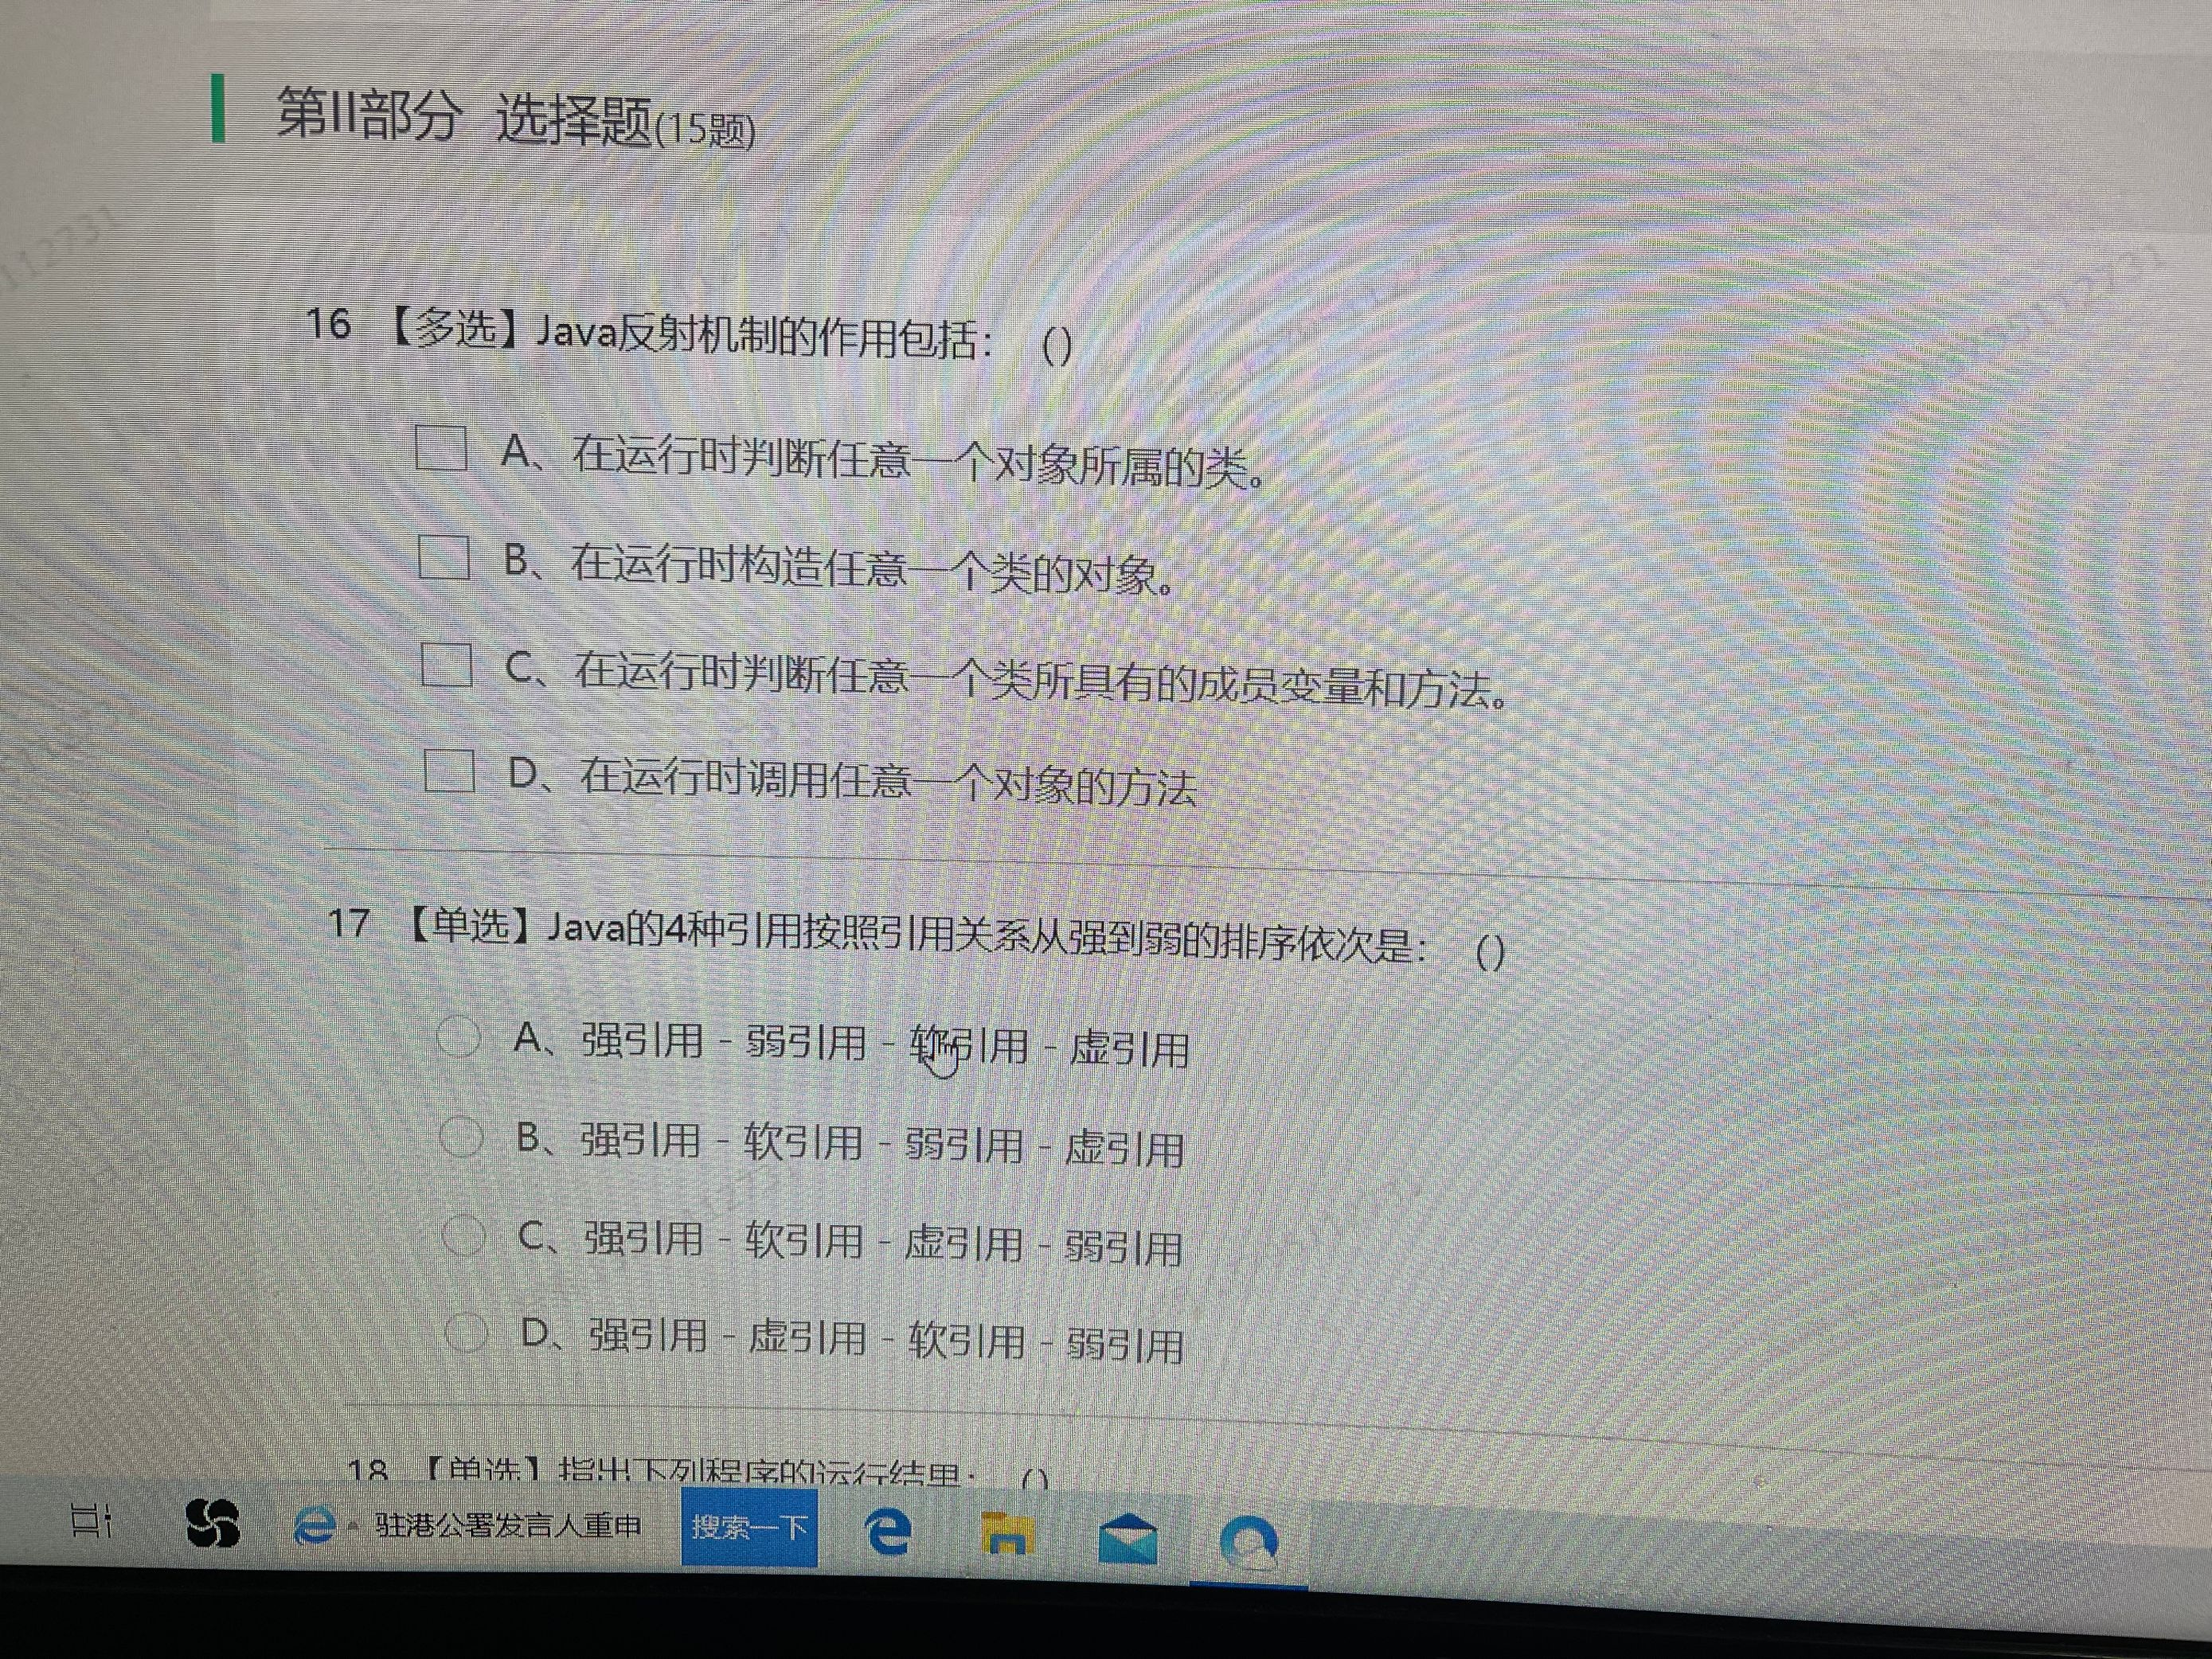 第II部分 选择题(15题)
16 【多选】Java反射机制的作用包括： ()
A、在运行时判断任意一个对象所属的类。
B、在运行时构造任意一个类的对象。
C、在运行时判断任意一个类所具有的成员变量和方法。
D、在运行时调用任意一个对象的方法
17 【单选】Java的4种引用按照引用关系从强到弱的排序依次是： ()
A、强引用 - 弱引用 - 软引用 - 虚引用
B、强引用 - 软引用 - 弱引用 - 虚引用
C、强引用 - 软引用 - 虚引用 - 弱引用
D、强引用 - 虚引用 - 软引用 - 弱引用
18 【单选】指出下列程序的运行结果： ()
驻港公署发言人重申 搜索一下